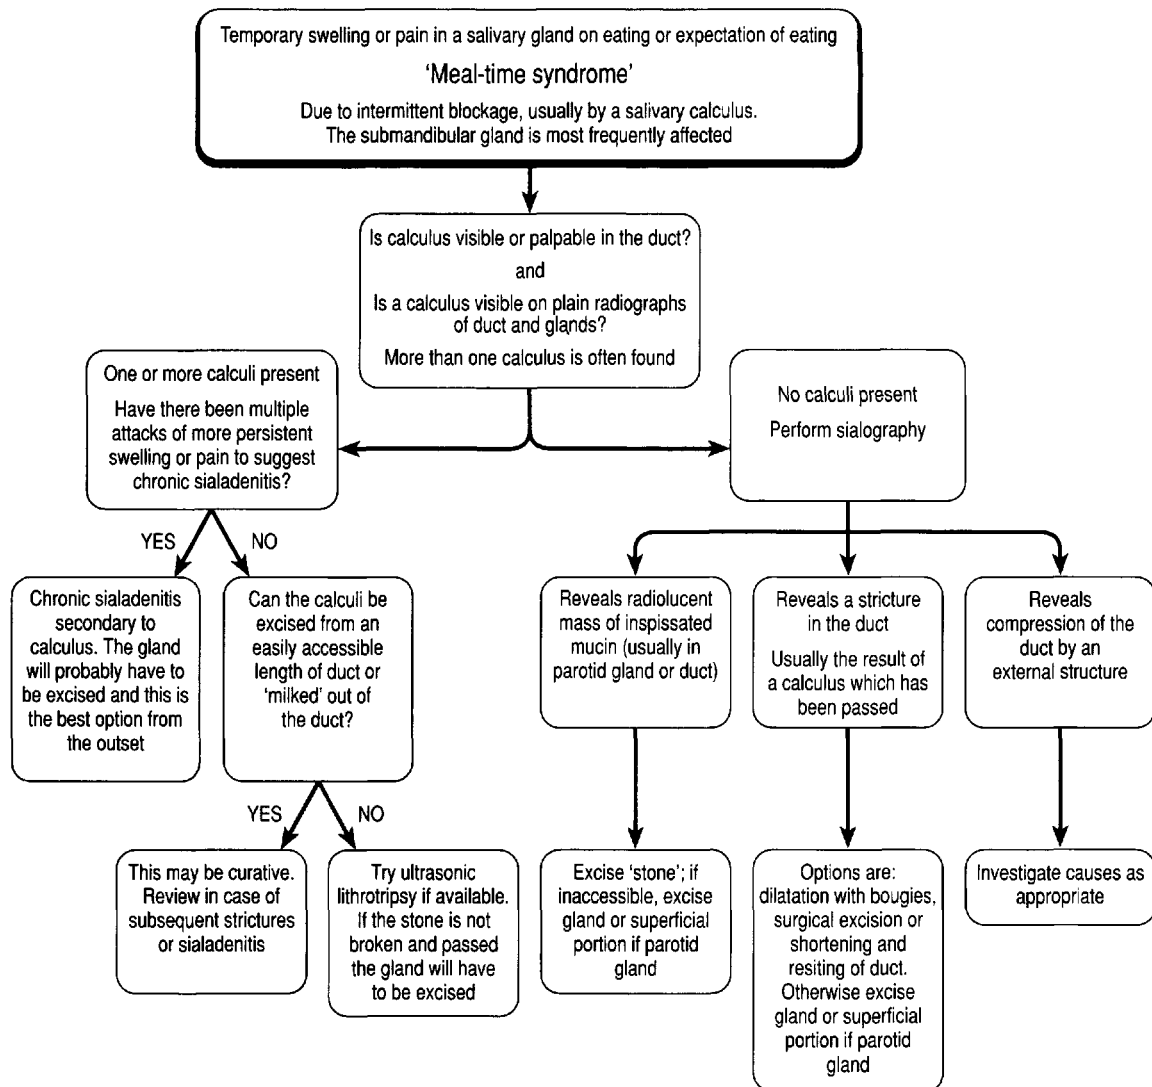 Temporary swelling or pain in a salivary gland on eating or expectation of eating
'Meal-time syndrome'
Due to intermittent blockage, usually by a salivary calculus.
The submandibular gland is most frequently affected
Is calculus visible or palpable in the duct?
and
Is a calculus visible on plain radiographs
of duct and glands?
More than one calculus is often found
One or more calculi present
Have there been multiple
attacks of more persistent
swelling or pain to suggest
chronic sialadenitis?
No calculi present
Perform sialography
YES
NO
Chronic sialadenitis
secondary to
calculus. The gland
will probably have to
be excised and this is
the best option from
the outset
Can the calculi be
excised from an
easily accessible
length of duct or
'milked' out of
the duct?
Reveals radiolucent
mass of inspissated
mucin (usually in
parotid gland or duct)
Reveals a stricture
in the duct
Usually the result of
a calculus which has
been passed
Reveals
compression of the
duct by an
external structure
YES
NO
This may be curative.
Review in case of
subsequent strictures
or sialadenitis
Try ultrasonic
lithrotripsy if available.
If the stone is not
broken and passed
the gland will have
to be excised
Excise 'stone'; if
inaccessible, excise
gland or superficial
portion if parotid
gland
Options are:
dilatation with bougies,
surgical excision or
shortening and
resiting of duct.
Otherwise excise
gland or superficial
portion if parotid
gland
Investigate causes as
appropriate